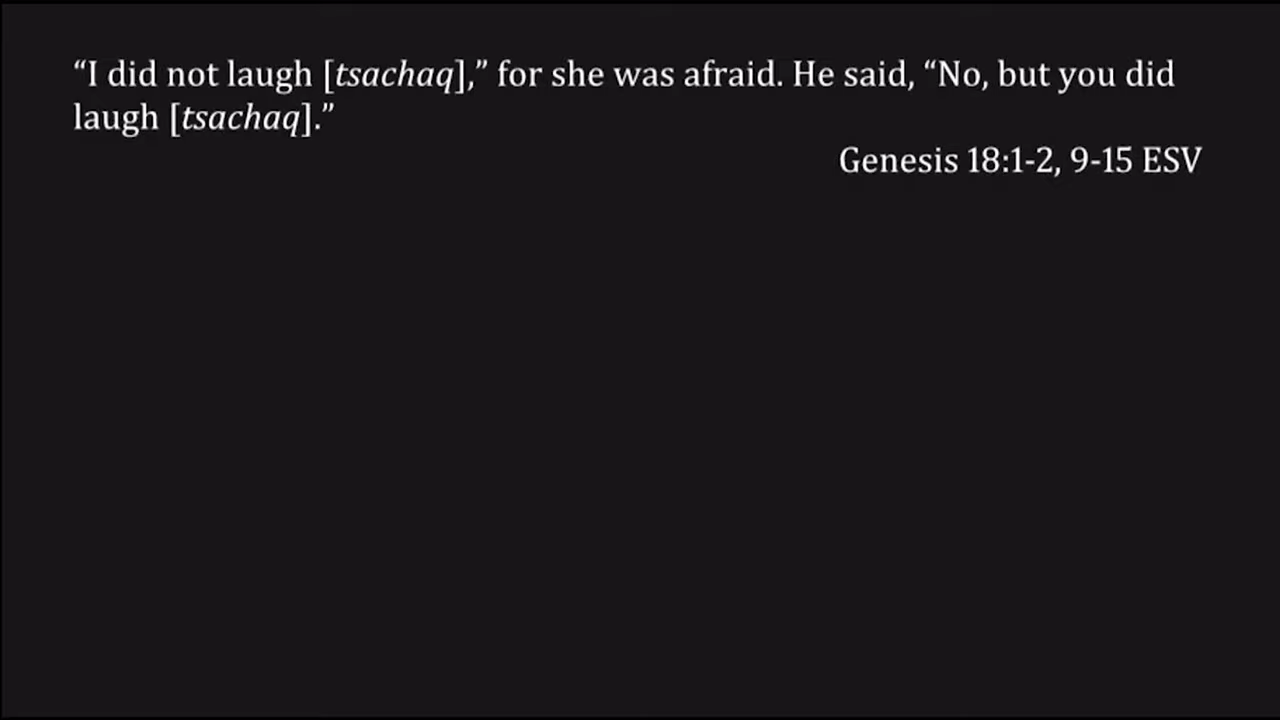 “I did not laugh [tsachaq],” for she was afraid. He said, “No, but you did
laugh [tsachaq].”
Genesis 18:1-2, 9-15 ESV